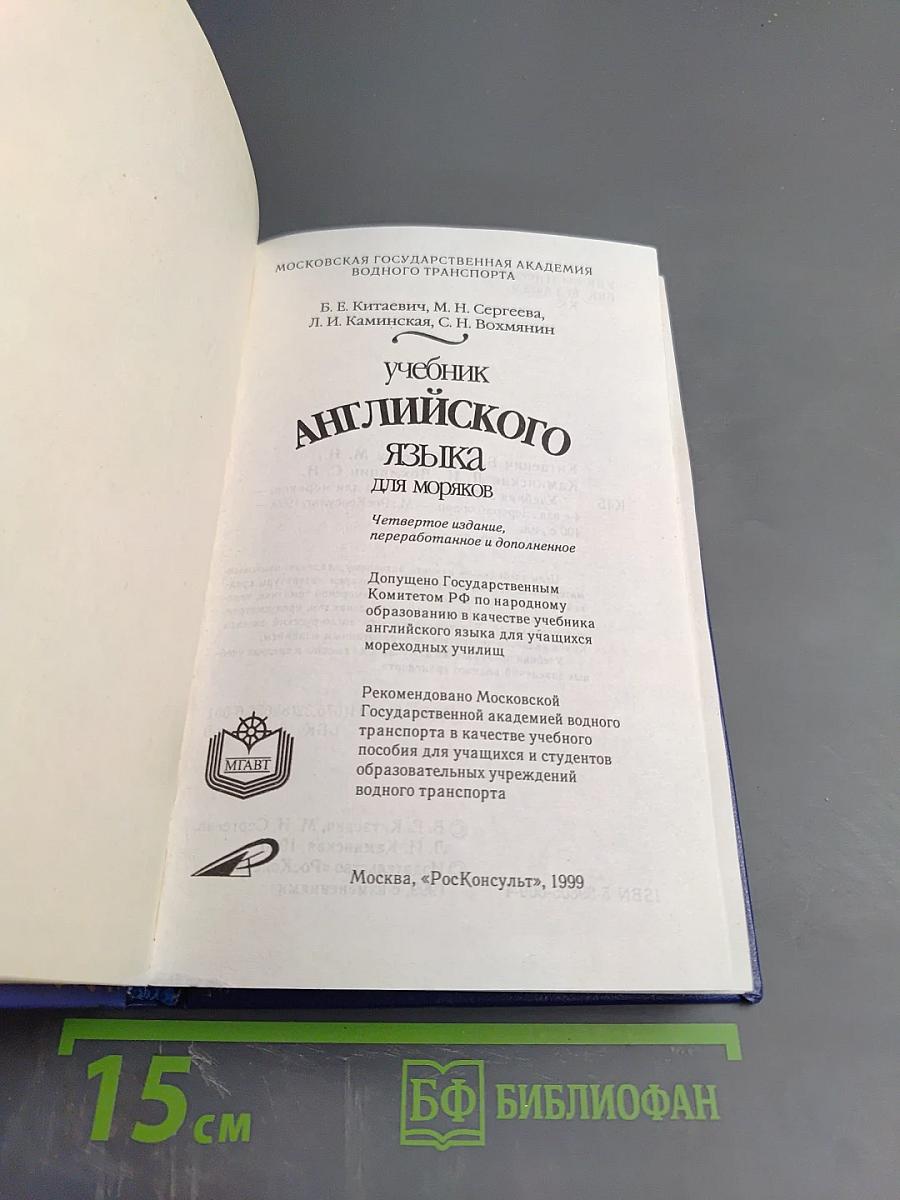 МОСКОВСКАЯ ГОСУДАРСТВЕННАЯ АКАДЕМИЯ
ВОДНОГО ТРАНСПОРТА
Б. Е. Китаевич, М. Н. Сергеева,
Л. И. Каминская, С. Н. Вохмянин
учебник
АНГЛИЙСКОГО
ЯЗЫКА
для моряков
Четвертое издание,
переработанное и дополненное
Допущено Государственным
Комитетом РФ по народному
образованию в качестве учебника
английского языка для учащихся
мореходных училищ
Рекомендовано Московской
Государственной академией водного
транспорта в качестве учебного
пособия для учащихся и студентов
образовательных учреждений
водного транспорта
МГАВТ
Москва, «РосКонсульт», 1999
15 см
БФ БИБЛИОФАН